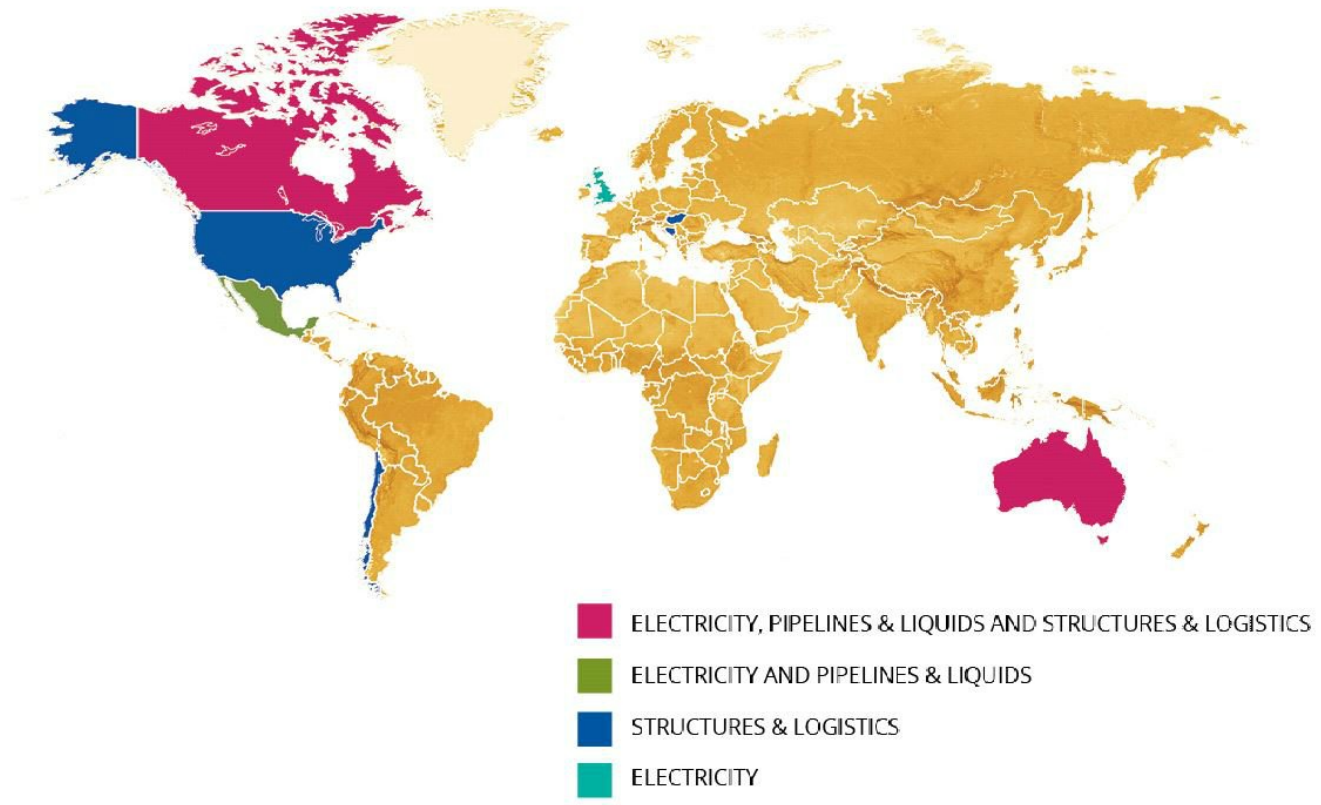 ELECTRICITY, PIPELINES & LIQUIDS AND STRUCTURES & LOGISTICS
ELECTRICITY AND PIPELINES & LIQUIDS
STRUCTURES & LOGISTICS
ELECTRICITY